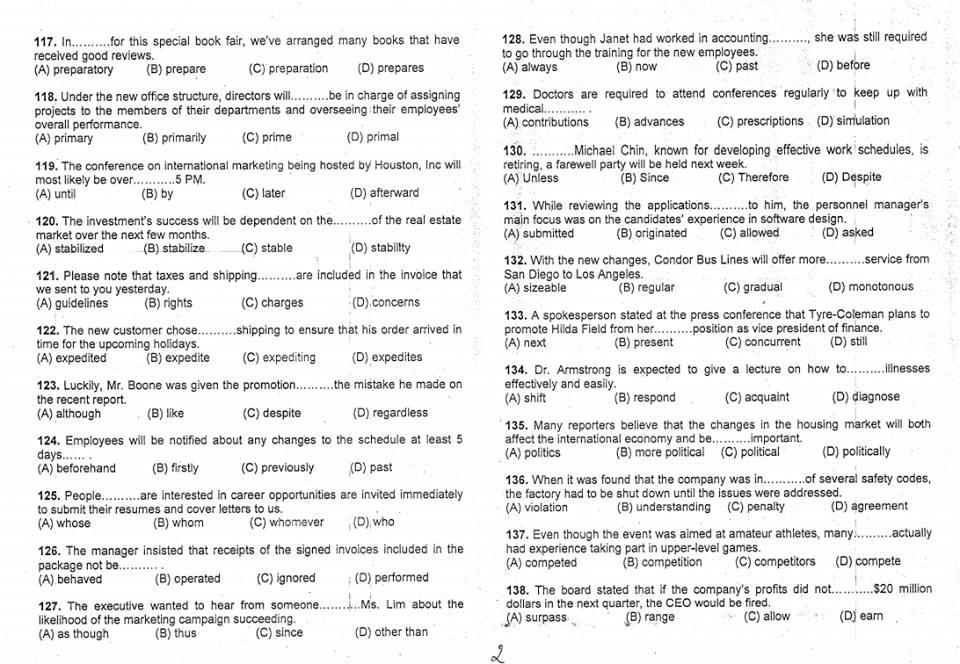 117. In..........for this special book fair, we've arranged many books that have
received good reviews.
(A) preparatory (B) prepare (C) preparation (D) prepares
118. Under the new office structure, directors will..........be in charge of assigning
projects to the members of their departments and overseeing their employees'
overall performance.
(A) primary (B) primarily (C) prime (D) primal
119. The conference on international marketing being hosted by Houston, Inc will
most likely be over...........5 PM.
(A) until (B) by (C) later (D) afterward
120. The investment's success will be dependent on the..........of the real estate
market over the next few months.
(A) stabilized (B) stabilize (C) stable (D) stability
121. Please note that taxes and shipping..........are included in the invoice that
we sent to you yesterday.
(A) guidelines (B) rights (C) charges (D) concerns
122. The new customer chose..........shipping to ensure that his order arrived in
time for the upcoming holidays.
(A) expedited (B) expedite (C) expediting (D) expedites
123. Luckily, Mr. Boone was given the promotion..........the mistake he made on
the recent report.
(A) although (B) like (C) despite (D) regardless
124. Employees will be notified about any changes to the schedule at least 5
days...... .
(A) beforehand (B) firstly (C) previously (D) past
125. People..........are interested in career opportunities are invited immediately
to submit their resumes and cover letters to us.
(A) whose (B) whom (C) whomever (D) who
126. The manager insisted that receipts of the signed invoices included in the
package not be.......... .
(A) behaved (B) operated (C) ignored (D) performed
127. The executive wanted to hear from someone...........Ms. Lim about the
likelihood of the marketing campaign succeeding.
(A) as though (B) thus (C) since (D) other than
128. Even though Janet had worked in accounting.........., she was still required
to go through the training for the new employees.
(A) always (B) now (C) past (D) before
129. Doctors are required to attend conferences regularly to keep up with
medical........... .
(A) contributions (B) advances (C) prescriptions (D) simulation
130. ...........Michael Chin, known for developing effective work schedules, is
retiring, a farewell party will be held next week.
(A) Unless (B) Since (C) Therefore (D) Despite
131. While reviewing the applications..........to him, the personnel manager's
main focus was on the candidates' experience in software design.
(A) submitted (B) originated (C) allowed (D) asked
132. With the new changes, Condor Bus Lines will offer more..........service from
San Diego to Los Angeles.
(A) sizeable (B) regular (C) gradual (D) monotonous
133. A spokesperson stated at the press conference that Tyre-Coleman plans to
promote Hilda Field from her..........position as vice president of finance.
(A) next (B) present (C) concurrent (D) still
134. Dr. Armstrong is expected to give a lecture on how to..........illnesses
effectively and easily.
(A) shift (B) respond (C) acquaint (D) diagnose
135. Many reporters believe that the changes in the housing market will both
affect the international economy and be..........important.
(A) politics (B) more political (C) political (D) politically
136. When it was found that the company was in...........of several safety codes,
the factory had to be shut down until the issues were addressed.
(A) violation (B) understanding (C) penalty (D) agreement
137. Even though the event was aimed at amateur athletes, many..........actually
had experience taking part in upper-level games.
(A) competed (B) competition (C) competitors (D) compete
138. The board stated that if the company's profits did not...........$20 million
dollars in the next quarter, the CEO would be fired.
(A) surpass (B) range (C) allow (D) earn
2